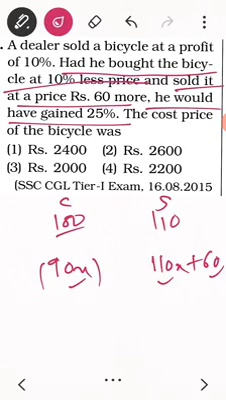 . A dealer sold a bicycle at a profit
of 10%. Had he bought the bicy-
cle at 10% less price and sold it
at a price Rs. 60 more, he would
have gained 25%. The cost price
of the bicycle was
(1) Rs. 2400 (2) Rs. 2600
(3) Rs. 2000 (4) Rs. 2200
(SSC CGL Tier-I Exam, 16.08.2015
C S
100 110
(90x) 110x+60